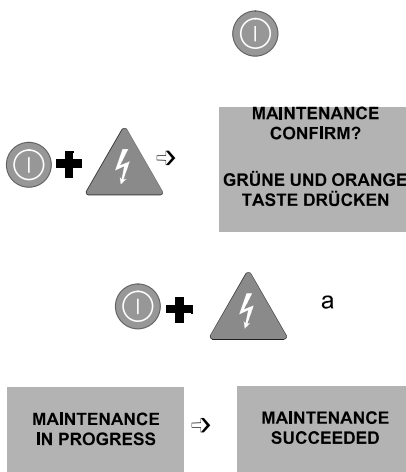 MAINTENANCE
CONFIRM?
GRÜNE UND ORANGE
TASTE DRÜCKEN
a
MAINTENANCE
IN PROGRESS
MAINTENANCE
SUCCEEDED